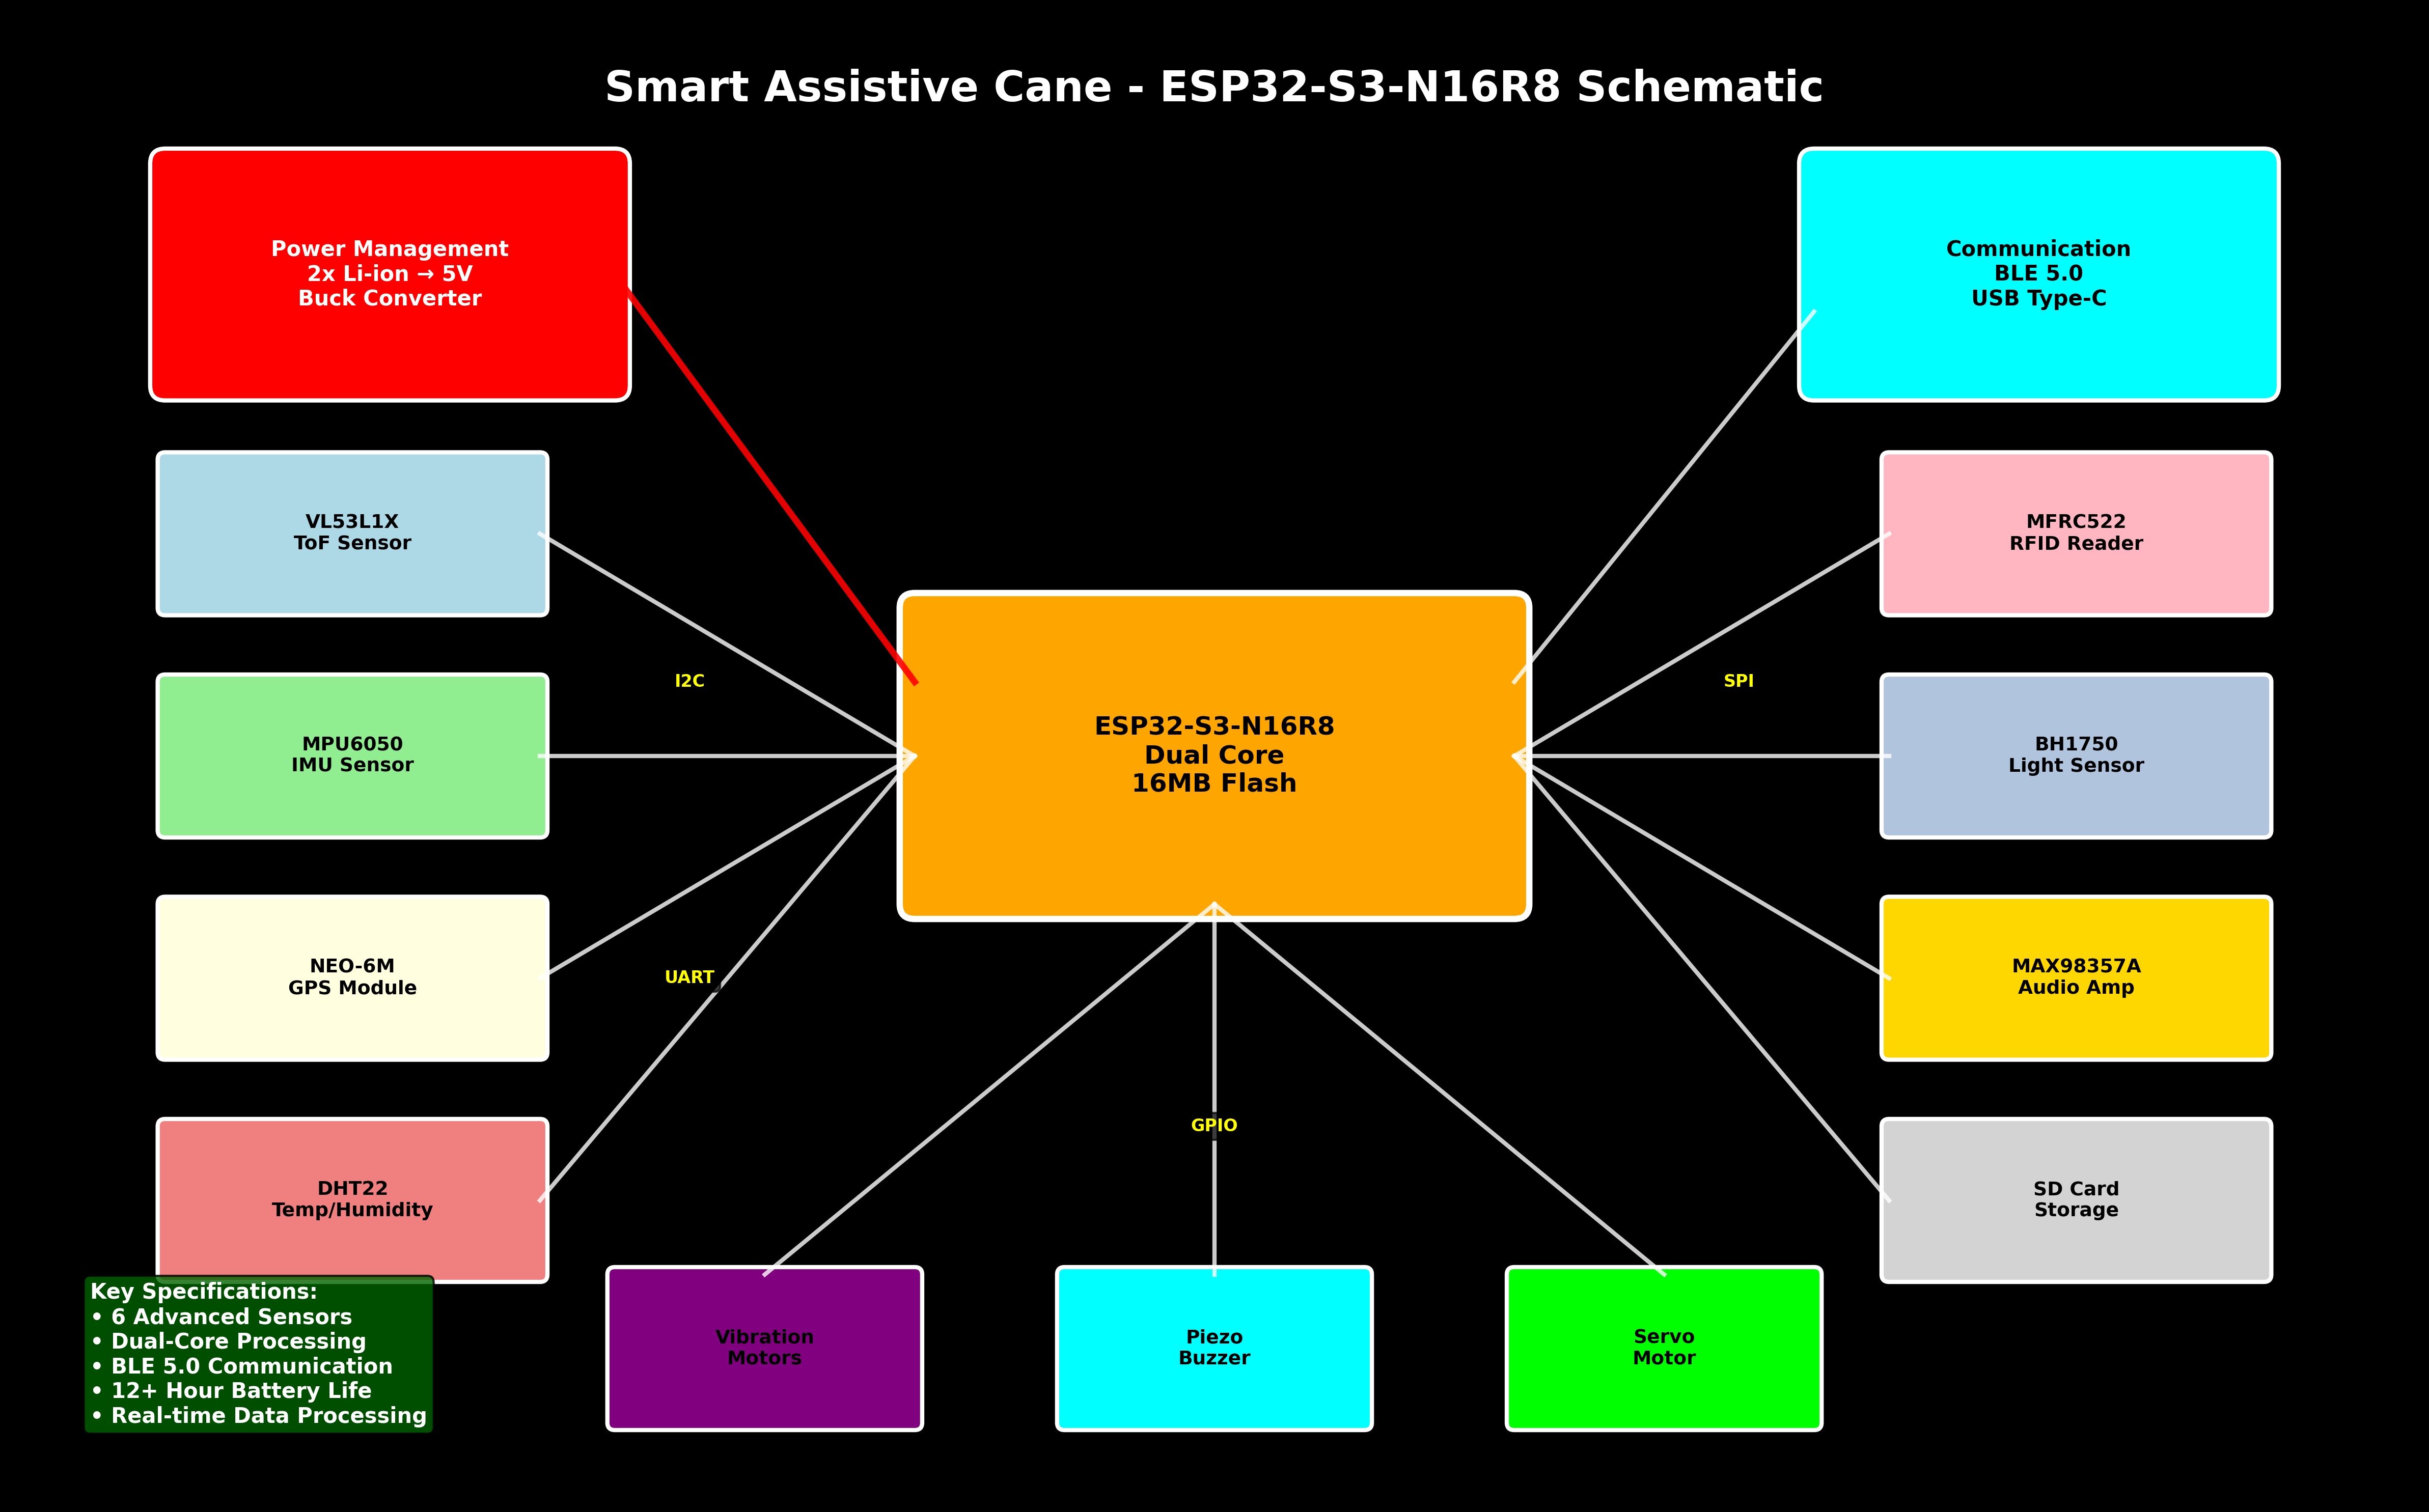 Smart Assistive Cane - ESP32-S3-N16R8 Schematic
Power Management
2x Li-ion → 5V
Buck Converter
Communication
BLE 5.0
USB Type-C
VL53L1X
ToF Sensor
MFRC522
RFID Reader
I2C
SPI
MPU6050
IMU Sensor
ESP32-S3-N16R8
Dual Core
16MB Flash
BH1750
Light Sensor
NEO-6M
GPS Module
UART
MAX98357A
Audio Amp
GPIO
DHT22
Temp/Humidity
SD Card
Storage
Key Specifications:
• 6 Advanced Sensors
• Dual-Core Processing
• BLE 5.0 Communication
• 12+ Hour Battery Life
• Real-time Data Processing
Vibration
Motors
Piezo
Buzzer
Servo
Motor